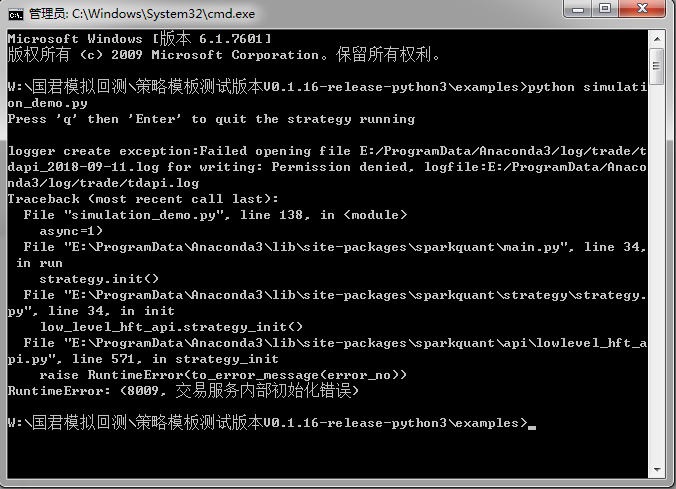 管理员: C:\Windows\System32\cmd.exe
Microsoft Windows [版本 6.1.7601]
版权所有 (c) 2009 Microsoft Corporation。保留所有权利。
W:\国君模拟回测\策略模板测试版本V0.1.16-release-python3\examples>python simulati
on_demo.py
Press 'q' then 'Enter' to quit the strategy running
logger create exception:Failed opening file E:/ProgramData/Anaconda3/log/trade/t
dapi_2018-09-11.log for writing: Permission denied, logfile:E:/ProgramData/Anaco
nda3/log/trade/tdapi.log
Traceback (most recent call last):
  File "simulation_demo.py", line 138, in <module>
    async=1)
  File "E:\ProgramData\Anaconda3\lib\site-packages\sparkquant\main.py", line 34,
 in run
    strategy.init()
  File "E:\ProgramData\Anaconda3\lib\site-packages\sparkquant\strategy\strategy.
py", line 34, in init
    low_level_hft_api.strategy_init()
  File "E:\ProgramData\Anaconda3\lib\site-packages\sparkquant\api\lowlevel_hft_a
pi.py", line 571, in strategy_init
    raise RuntimeError(to_error_message(error_no))
RuntimeError: (8009, 交易服务内部初始化错误)
W:\国君模拟回测\策略模板测试版本V0.1.16-release-python3\examples>